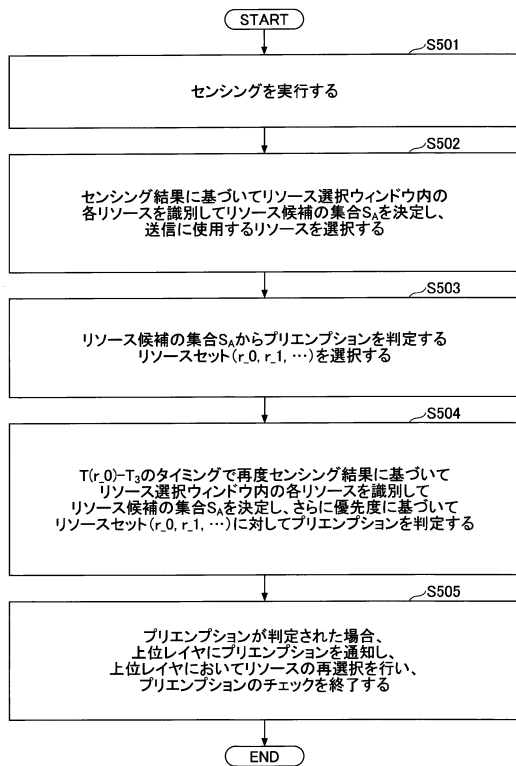 START
S501
センシングを実行する
S502
センシング結果に基づいてリソース選択ウィンドウ内の
各リソースを識別してリソース候補の集合SAを決定し、
送信に使用するリソースを選択する
S503
リソース候補の集合SAからプリエンプションを判定する
リソースセット(r_0, r_1, …)を選択する
S504
T(r_0)-T3のタイミングで再度センシング結果に基づいて
リソース選択ウィンドウ内の各リソースを識別して
リソース候補の集合SAを決定し、さらに優先度に基づいて
リソースセット(r_0, r_1, …)に対してプリエンプションを判定する
S505
プリエンプションが判定された場合、
上位レイヤにプリエンプションを通知し、
上位レイヤにおいてリソースの再選択を行い、
プリエンプションのチェックを終了する
END